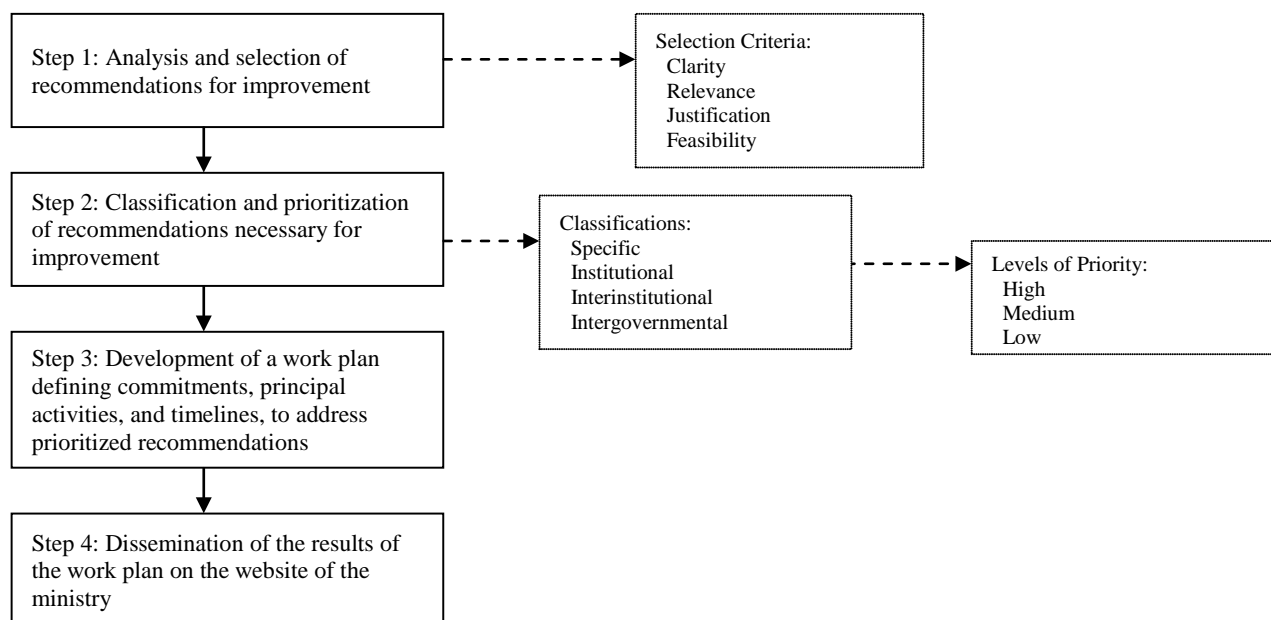 Step 1: Analysis and selection of
recommendations for improvement
Selection Criteria:
Clarity
Relevance
Justification
Feasibility
Step 2: Classification and prioritization
of recommendations necessary for
improvement
Classifications:
Specific
Institutional
Interinstitutional
Intergovernmental
Levels of Priority:
High
Medium
Low
Step 3: Development of a work plan
defining commitments, principal
activities, and timelines, to address
prioritized recommendations
Step 4: Dissemination of the results of
the work plan on the website of the
ministry